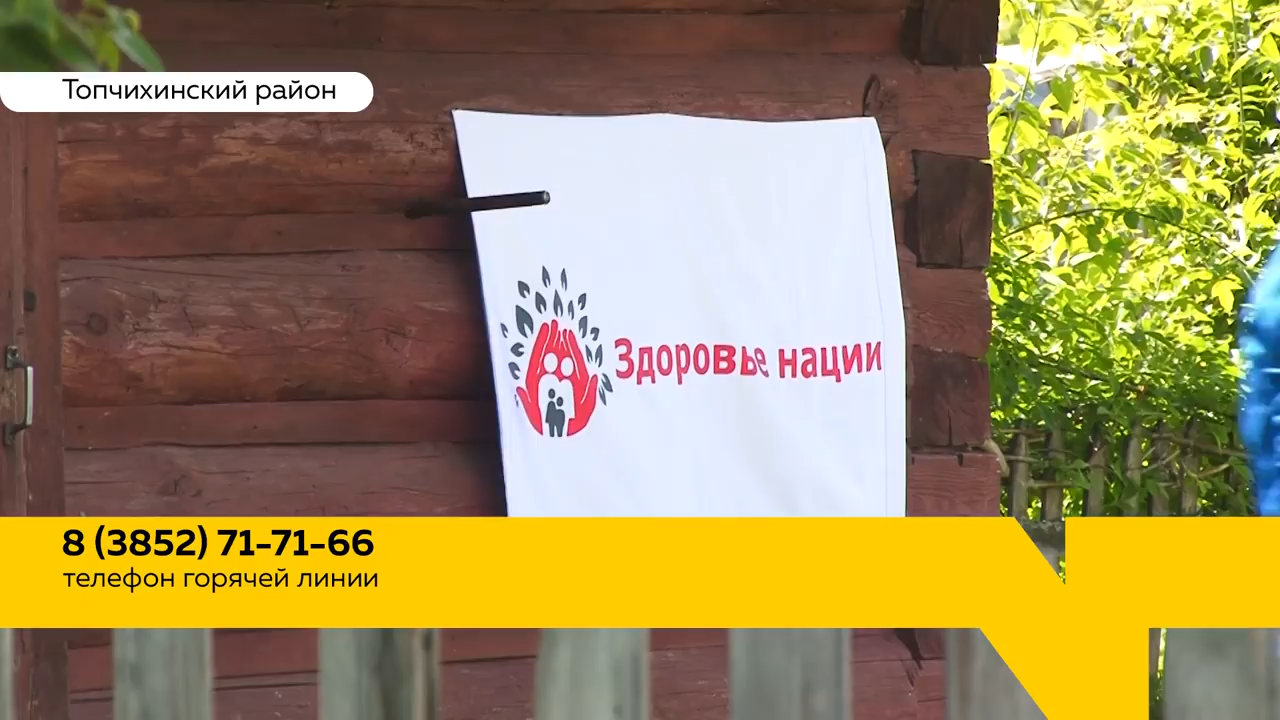 Топчихинский район
Здоровье нации
8 (3852) 71-71-66
телефон горячей линии